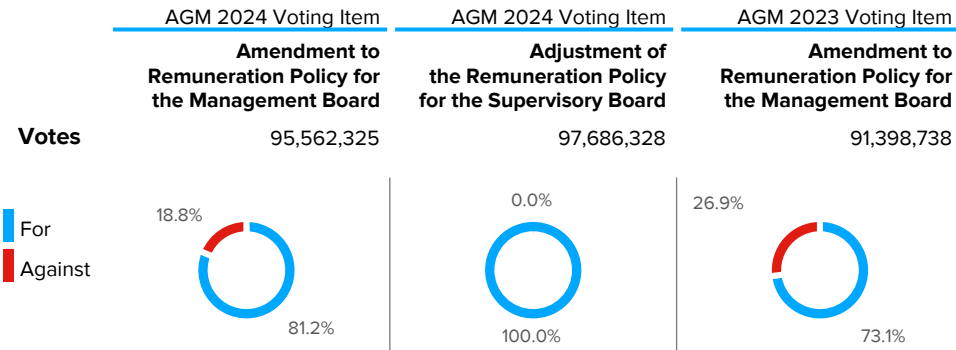 AGM 2024 Voting Item
AGM 2024 Voting Item
AGM 2023 Voting Item
Amendment to
Remuneration Policy for
the Management Board
Adjustment of
the Remuneration Policy
for the Supervisory Board
Amendment to
Remuneration Policy for
the Management Board
Votes
95,562,325
97,686,328
91,398,738
For
Against
18.8%
81.2%
0.0%
100.0%
26.9%
73.1%